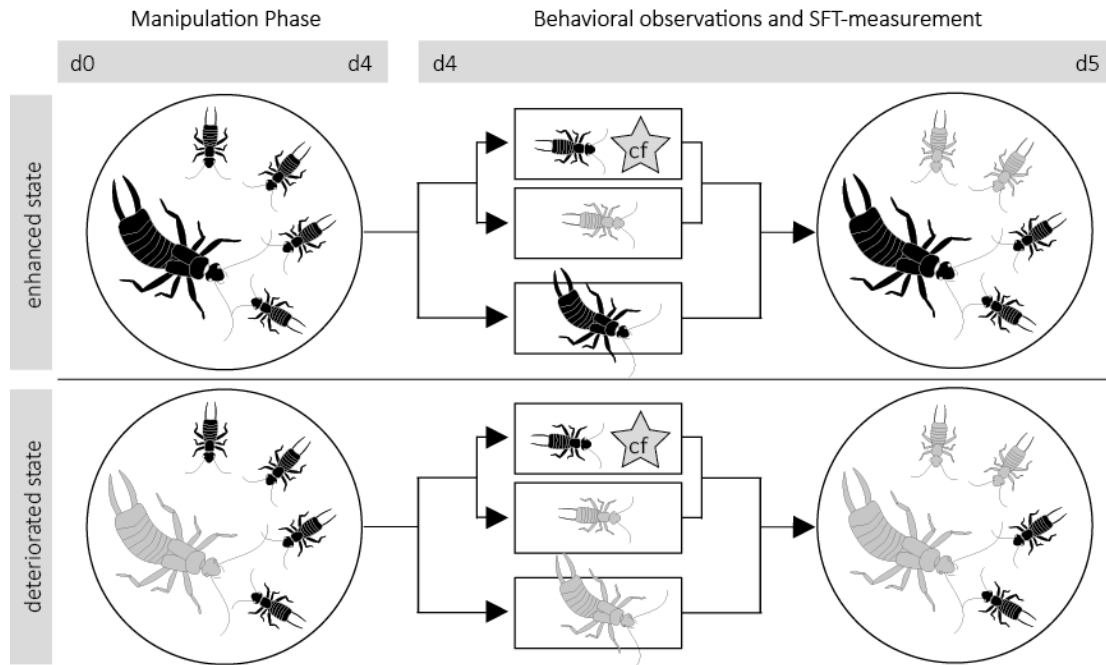 Manipulation Phase
Behavioral observations and SFT-measurement
d0
d4
d4
d5
enhanced state
cf
deteriorated state
cf